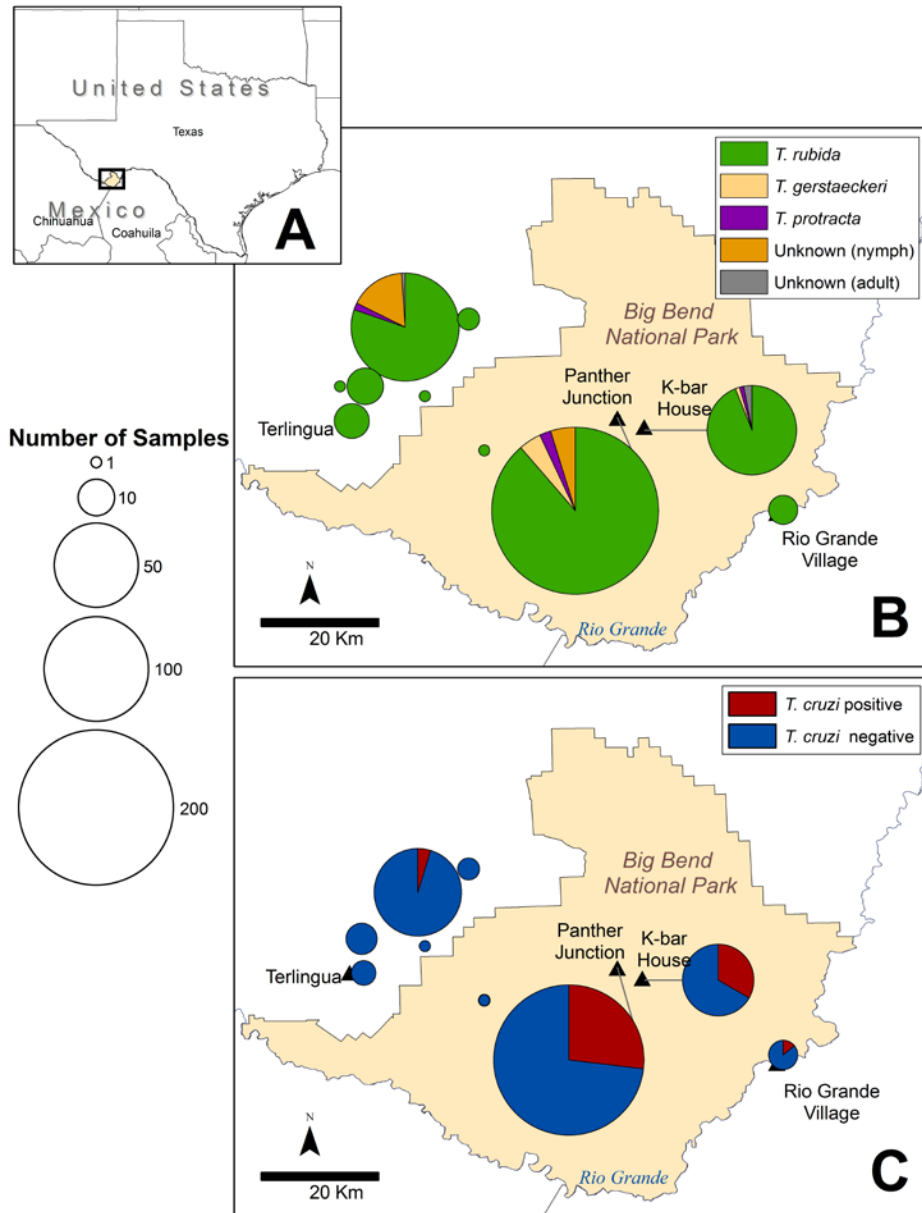 United States
Texas
Mexico
Chihuahua
Coahuila
A
T. rubida
T. gerstaeckeri
T. protracta
Unknown (nymph)
Unknown (adult)
Big Bend
National Park
Panther
Junction
K-bar
House
Terlingua
Rio Grande
Village
N
20 Km
Rio Grande
B
Number of Samples
1
10
50
100
200
T. cruzi positive
T. cruzi negative
Big Bend
National Park
Panther
Junction
K-bar
House
Terlingua
Rio Grande
Village
N
20 Km
Rio Grande
C